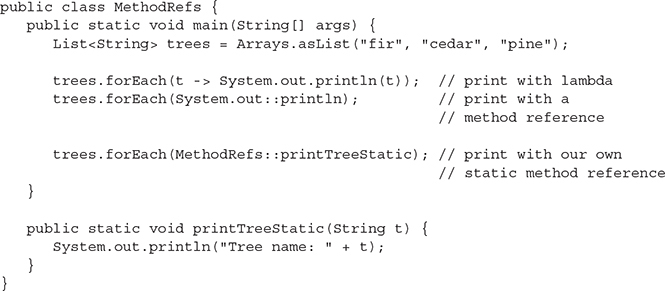 public class MethodRefs {
   public static void main(String[] args) {
      List<String> trees = Arrays.asList("fir", "cedar", "pine");

      trees.forEach(t -> System.out.println(t));  // print with lambda
      trees.forEach(System.out::println);         // print with a
                                                  // method reference

      trees.forEach(MethodRefs::printTreeStatic); // print with our own
                                                  // static method reference
   }

   public static void printTreeStatic(String t) {
      System.out.println("Tree name: " + t);
   }
}